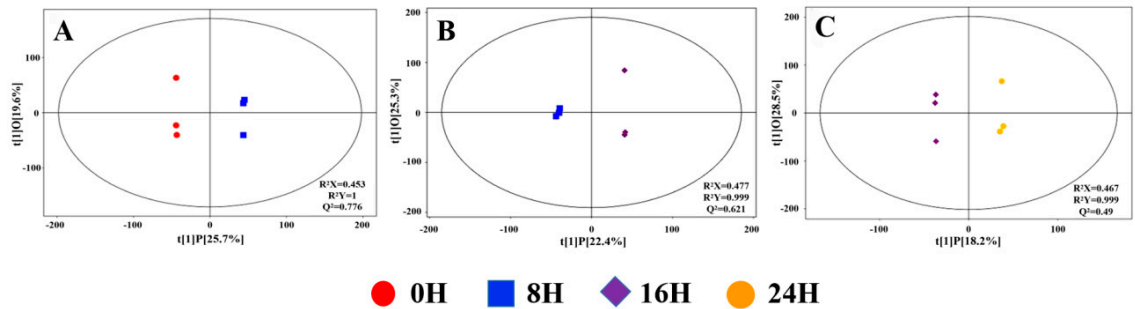 A
t[1]O[19.6%]
100
0
-100
R²X=0.453
R²Y=1
Q²=0.776
-200
-100
0
100
200
t[1]P[25.7%]
B
t[1]O[25.3%]
200
100
0
-100
-200
R²X=0.477
R²Y=0.999
Q²=0.621
-200
-100
0
100
200
t[1]P[22.4%]
C
t[1]O[28.5%]
200
100
0
-100
-200
R²X=0.467
R²Y=0.999
Q²=0.49
-100
0
100
t[1]P[18.2%]
0H 8H 16H 24H